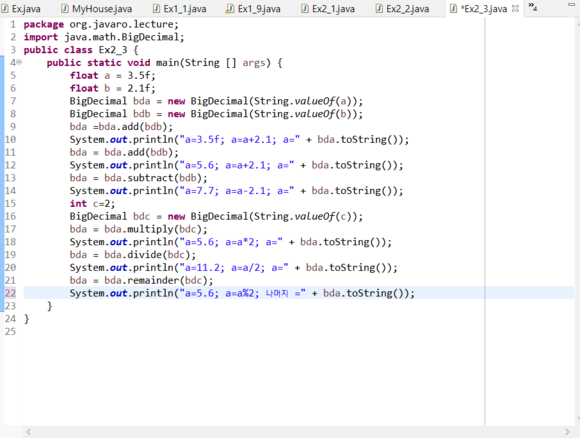 Ex.java MyHouse.java Ex1_1.java Ex1_9.java Ex2_1.java Ex2_2.java *Ex2_3.java »4
1 package org.javaro.lecture;
2 import java.math.BigDecimal;
3 public class Ex2_3 {
4 public static void main(String [] args) {
5 float a = 3.5f;
6 float b = 2.1f;
7 BigDecimal bda = new BigDecimal(String.valueOf(a));
8 BigDecimal bdb = new BigDecimal(String.valueOf(b));
9 bda =bda.add(bdb);
10 System.out.println("a=3.5f; a=a+2.1; a=" + bda.toString());
11 bda = bda.add(bdb);
12 System.out.println("a=5.6; a=a+2.1; a=" + bda.toString());
13 bda = bda.subtract(bdb);
14 System.out.println("a=7.7; a=a-2.1; a=" + bda.toString());
15 int c=2;
16 BigDecimal bdc = new BigDecimal(String.valueOf(c));
17 bda = bda.multiply(bdc);
18 System.out.println("a=5.6; a=a*2; a=" + bda.toString());
19 bda = bda.divide(bdc);
20 System.out.println("a=11.2; a=a/2; a=" + bda.toString());
21 bda = bda.remainder(bdc);
22 System.out.println("a=5.6; a=a%2; 나머지 =" + bda.toString());
23 }
24 }
25